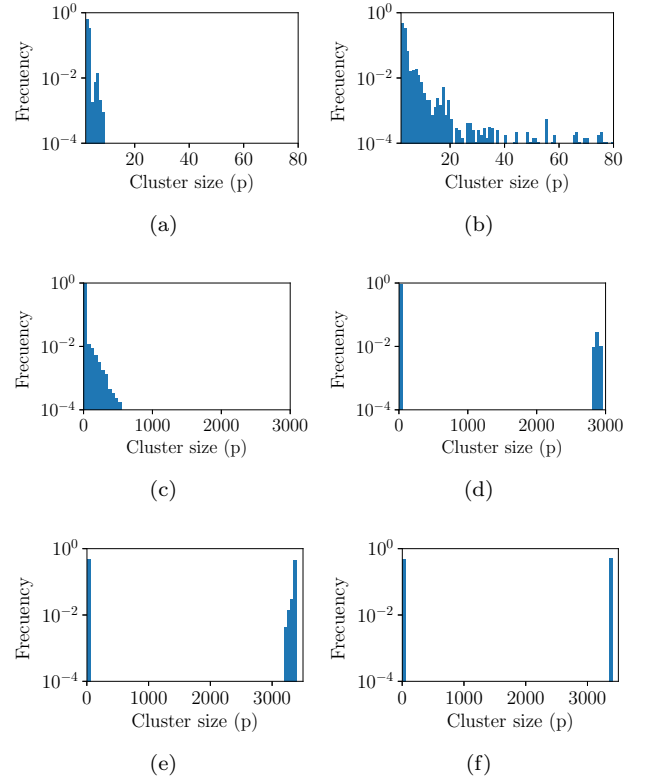 10^0
10^-2
10^-4
Frecuency
20 40 60 80
Cluster size (p)
(a)
10^0
10^-2
10^-4
Frecuency
20 40 60 80
Cluster size (p)
(b)
10^0
10^-2
10^-4
Frecuency
0 1000 2000 3000
Cluster size (p)
(c)
10^0
10^-2
10^-4
Frecuency
0 1000 2000 3000
Cluster size (p)
(d)
10^0
10^-2
10^-4
Frecuency
0 1000 2000 3000
Cluster size (p)
(e)
10^0
10^-2
10^-4
Frecuency
0 1000 2000 3000
Cluster size (p)
(f)